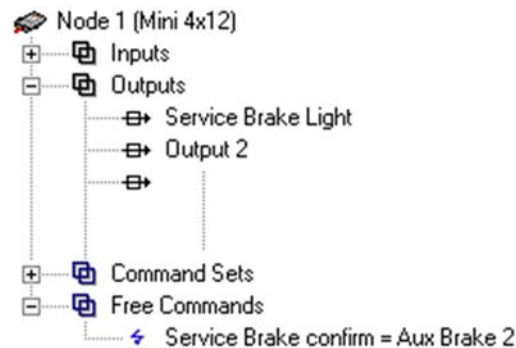 Node 1 (Mini 4x12)
Inputs
Outputs
Service Brake Light
Output 2
Command Sets
Free Commands
Service Brake confirm = Aux Brake 2